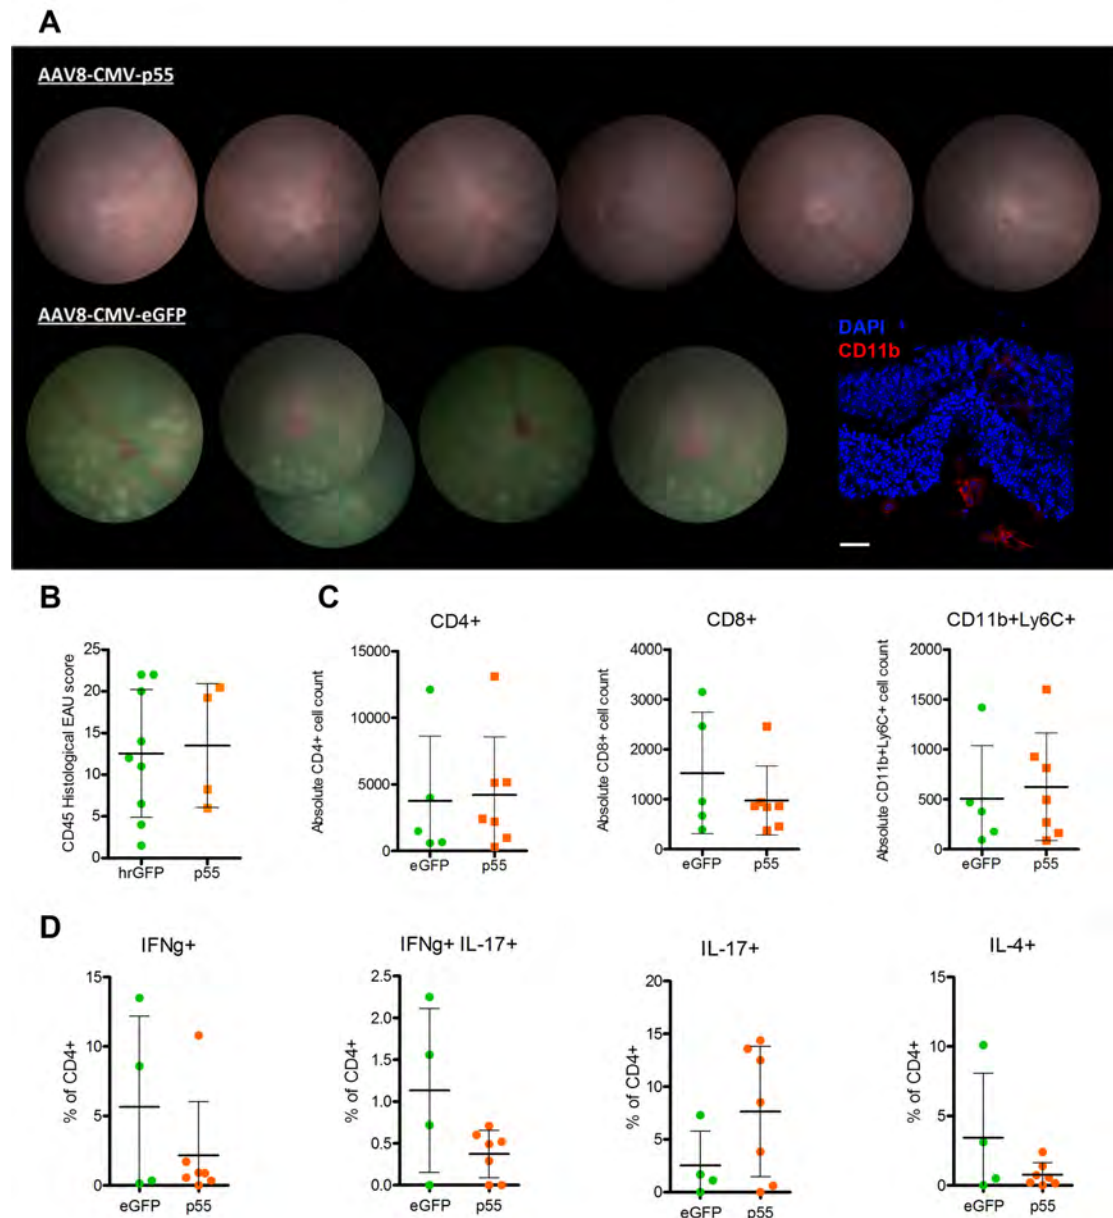 A
AAV8-CMV-p55
AAV8-CMV-eGFP
DAPI
CD11b
B
CD45 Histological EAU score
25
20
15
10
5
0
hrGFP p55
C
CD4+
Absolute CD4+ cell count
15000
10000
5000
0
eGFP p55
CD8+
Absolute CD8+ cell count
4000
3000
2000
1000
0
eGFP p55
CD11b+Ly6C+
Absolute CD11b+Ly6C+ cell count
2000
1500
1000
500
0
eGFP p55
D
IFNg+
% of CD4+
15
10
5
0
eGFP p55
IFNg+ IL-17+
% of CD4+
2.5
2.0
1.5
1.0
0.5
0.0
eGFP p55
IL-17+
% of CD4+
20
15
10
5
0
eGFP p55
IL-4+
% of CD4+
15
10
5
0
eGFP p55